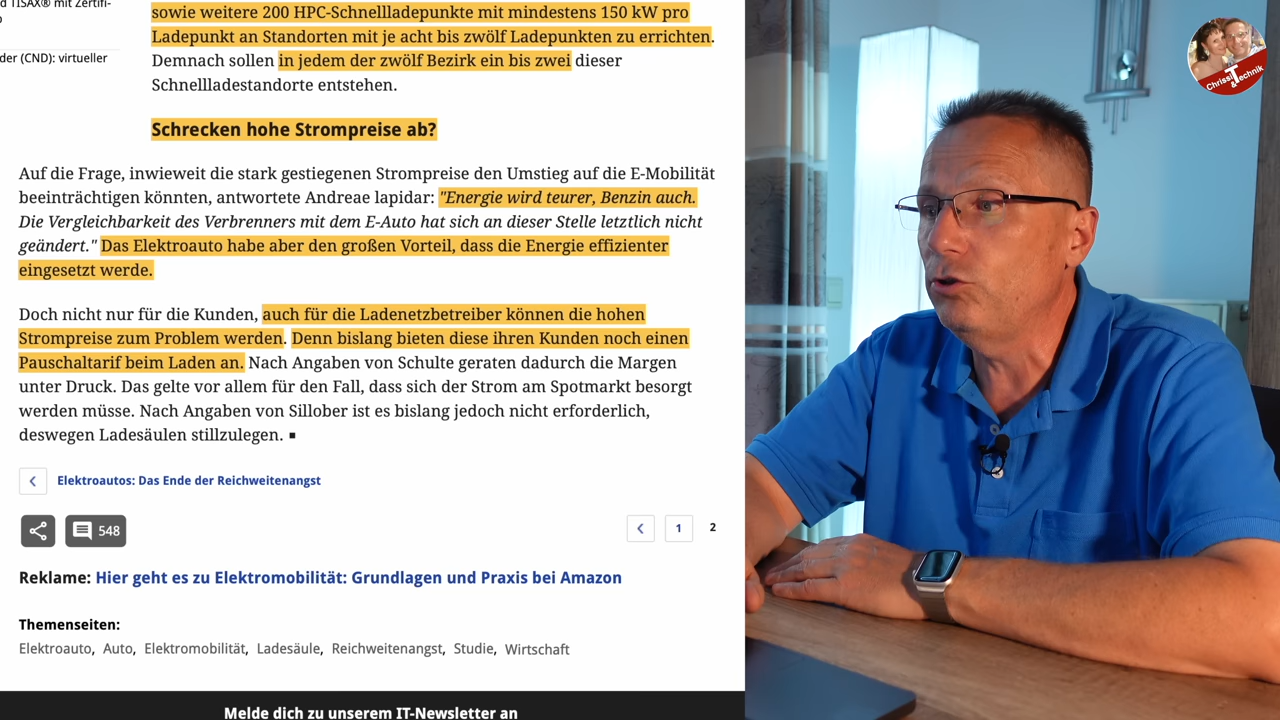 d TISAX® mit Zertifi-
der (CND): virtueller
sowie weitere 200 HPC-Schnellladepunkte mit mindestens 150 kW pro
Ladepunkt an Standorten mit je acht bis zwölf Ladepunkten zu errichten.
Demnach sollen in jedem der zwölf Bezirk ein bis zwei dieser
Schnellladestandorte entstehen.
Schrecken hohe Strompreise ab?
Auf die Frage, inwieweit die stark gestiegenen Strompreise den Umstieg auf die E-Mobilität
beeinträchtigen könnten, antwortete Andreae lapidar: "Energie wird teurer, Benzin auch.
Die Vergleichbarkeit des Verbrenners mit dem E-Auto hat sich an dieser Stelle letztlich nicht
geändert." Das Elektroauto habe aber den großen Vorteil, dass die Energie effizienter
eingesetzt werde.
Doch nicht nur für die Kunden, auch für die Ladenetzbetreiber können die hohen
Strompreise zum Problem werden. Denn bislang bieten diese ihren Kunden noch einen
Pauschaltarif beim Laden an. Nach Angaben von Schulte geraten dadurch die Margen
unter Druck. Das gelte vor allem für den Fall, dass sich der Strom am Spotmarkt besorgt
werden müsse. Nach Angaben von Sillober ist es bislang jedoch nicht erforderlich,
deswegen Ladesäulen stillzulegen. ■
Elektroautos: Das Ende der Reichweitenangst
548
1 2
Reklame: Hier geht es zu Elektromobilität: Grundlagen und Praxis bei Amazon
Themenseiten:
Elektroauto, Auto, Elektromobilität, Ladesäule, Reichweitenangst, Studie, Wirtschaft
Melde dich zu unserem IT-Newsletter an
Chrissi
&Technik